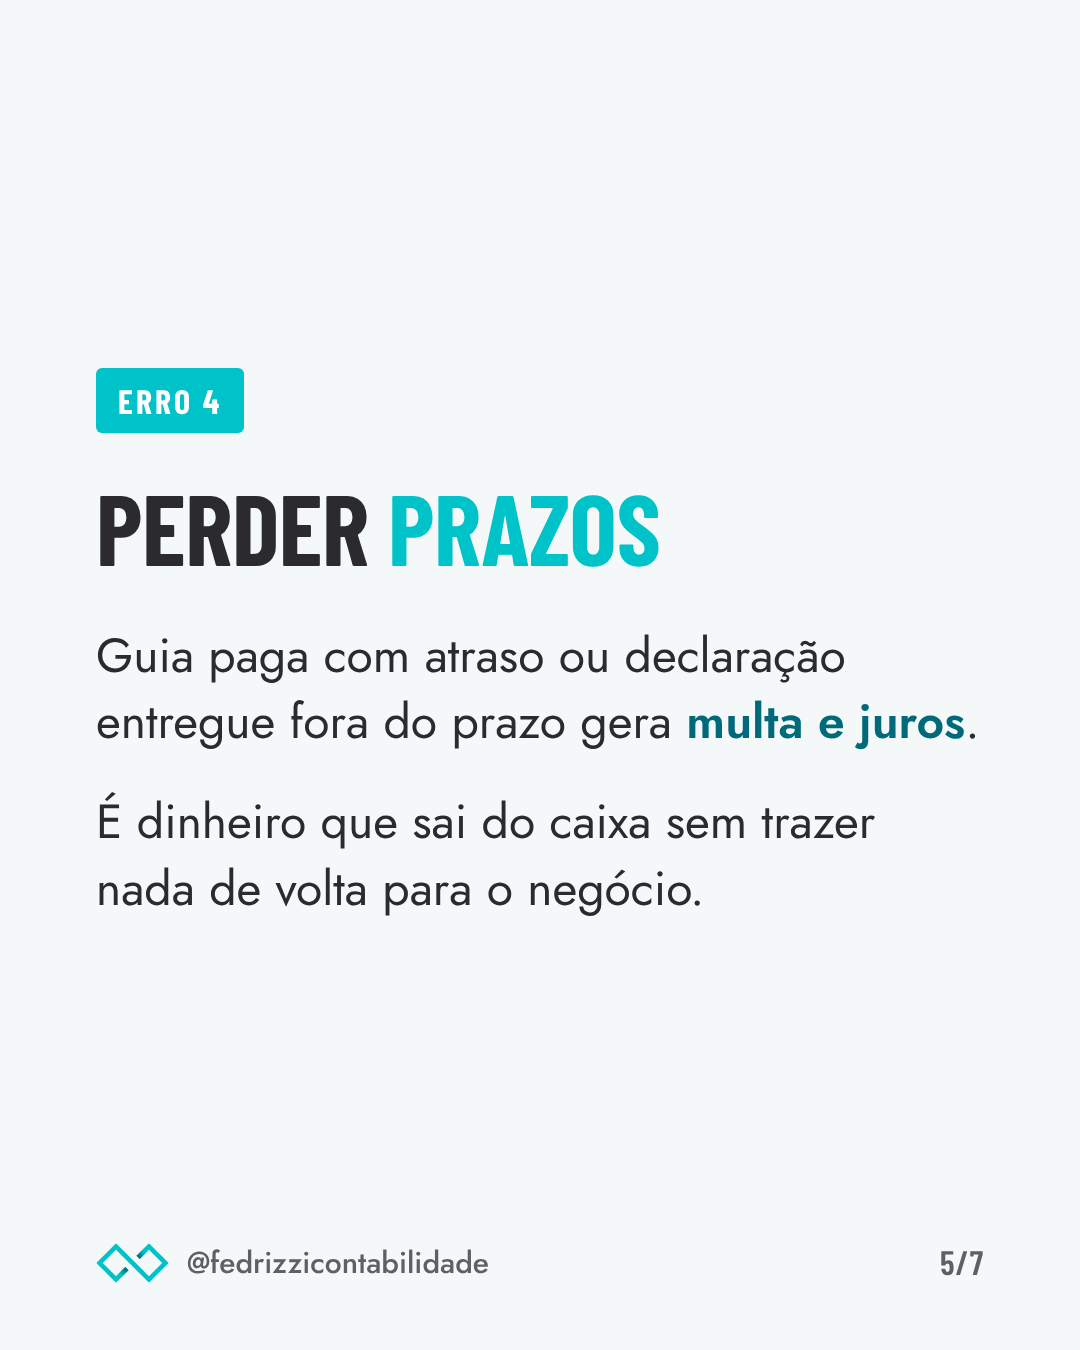 ERRO 4
PERDER PRAZOS
Guia paga com atraso ou declaração
entregue fora do prazo gera multa e juros.
É dinheiro que sai do caixa sem trazer
nada de volta para o negócio.
@fedrizzicontabilidade
5/7